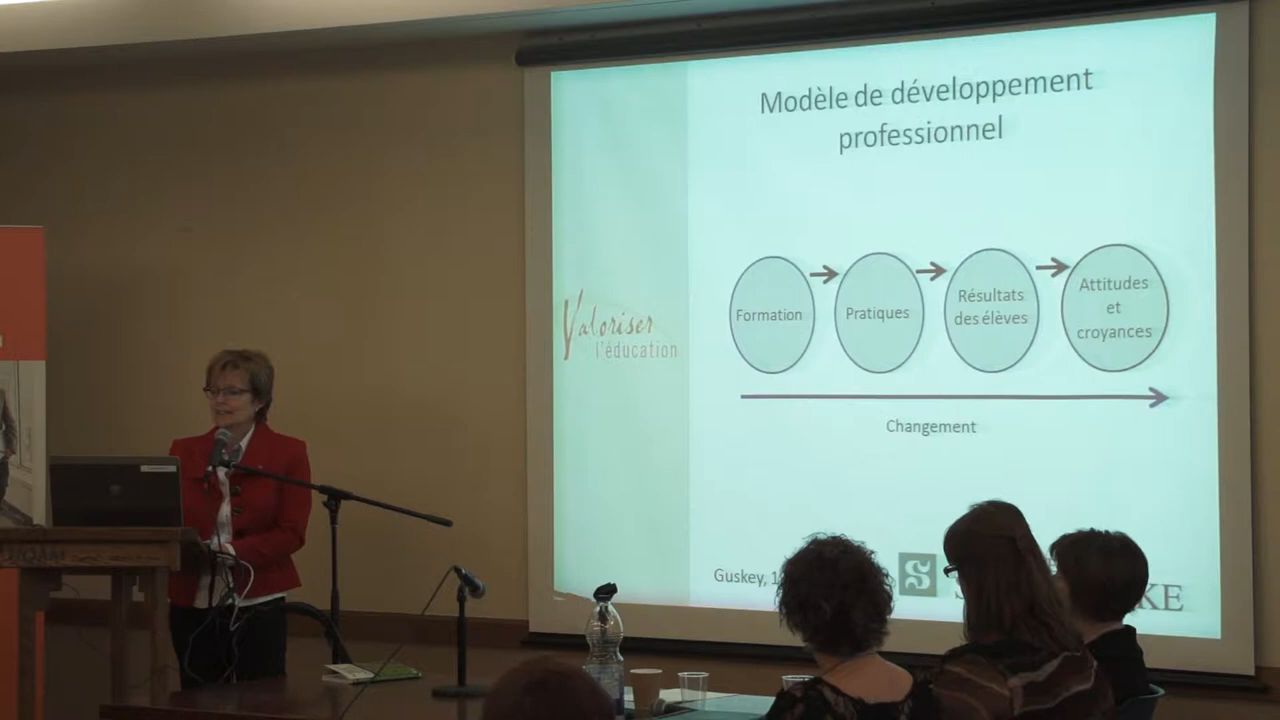 Modèle de développement
professionnel
Formation
Pratiques
Résultats
des élèves
Attitudes
et
croyances
Changement
Valoriser
l'éducation
Guskey,